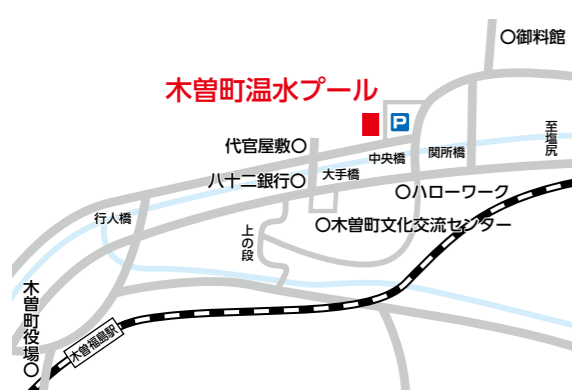 御料館
木曽町温水プール
P
至塩尻
代官屋敷
中央橋
関所橋
八十二銀行
大手橋
ハローワーク
行人橋
上の段
木曽町文化交流センター
木曽町役場
木曽福島駅